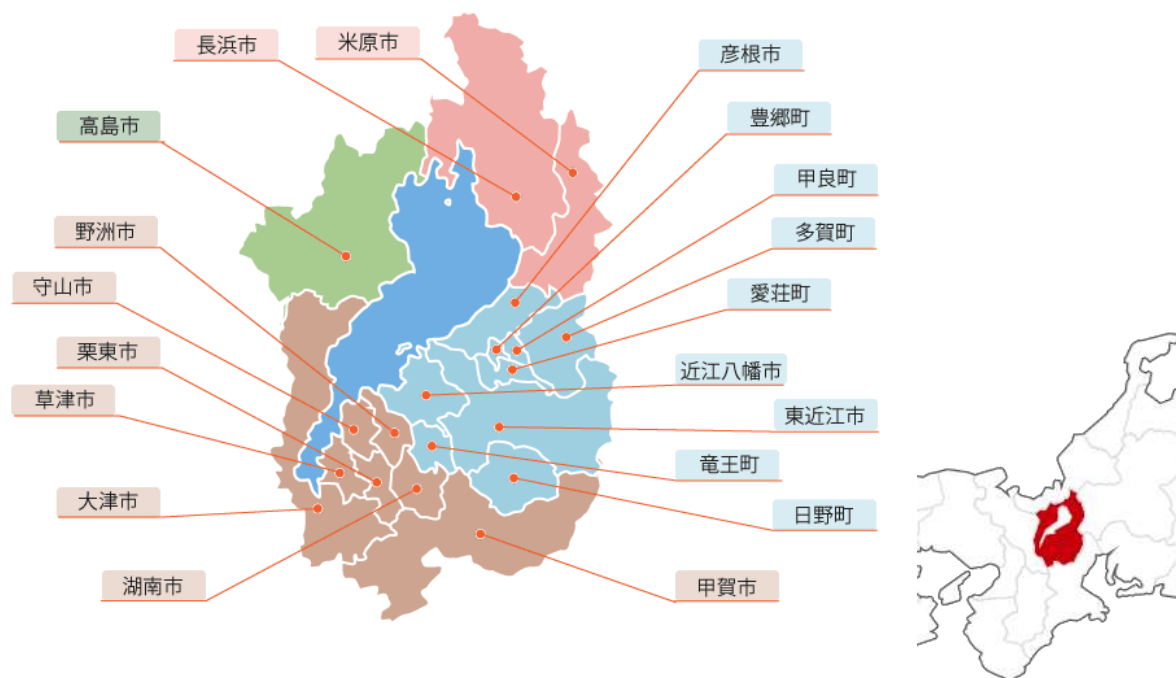 長浜市
米原市
彦根市
豊郷町
高島市
甲良町
野洲市
多賀町
守山市
愛荘町
栗東市
近江八幡市
草津市
東近江市
竜王町
大津市
日野町
湖南市
甲賀市